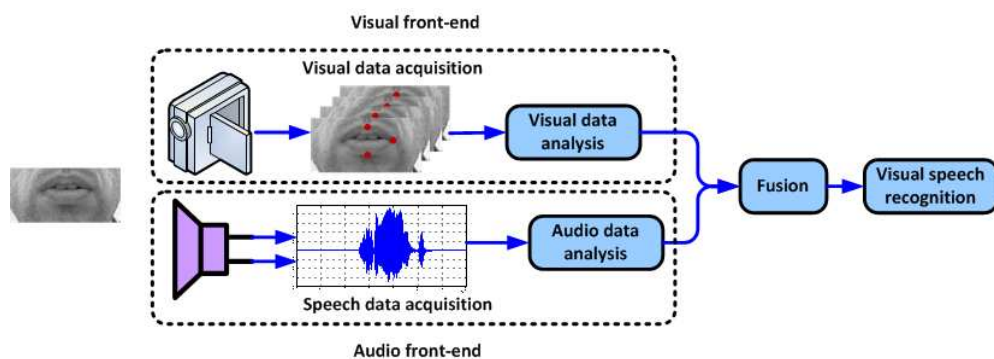 Visual front-end
Visual data acquisition
Visual data
analysis
Fusion
Visual speech
recognition
Audio data
analysis
Speech data acquisition
Audio front-end